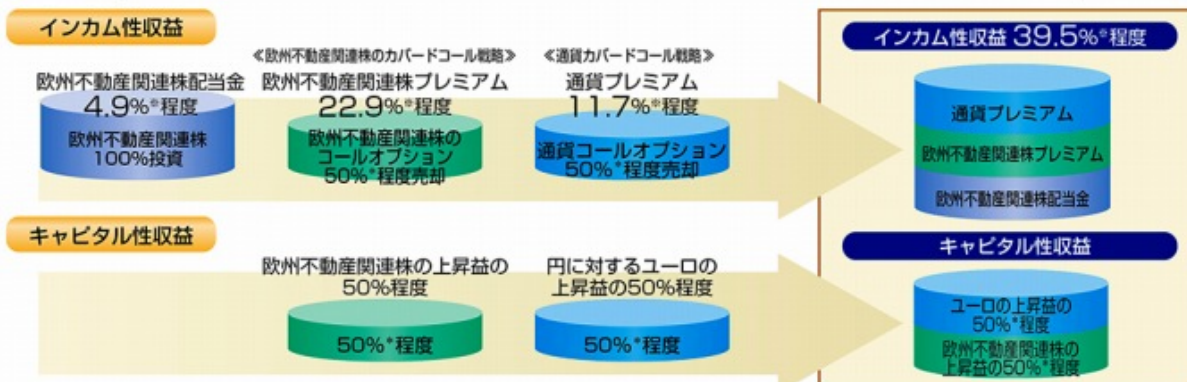 インカム性収益
欧州不動産関連株配当金
4.9%*程度
欧州不動産関連株
100%投資
≪欧州不動産関連株のカバードコール戦略≫
欧州不動産関連株プレミアム
22.9%*程度
欧州不動産関連株の
コールオプション
50%*程度売却
≪通貨カバードコール戦略≫
通貨プレミアム
11.7%*程度
通貨コールオプション
50%*程度売却
インカム性収益 39.5%*程度
通貨プレミアム
欧州不動産関連株プレミアム
欧州不動産関連株配当金
キャピタル性収益
欧州不動産関連株の上昇益の
50%程度
50%*程度
円に対するユーロの
上昇益の50%程度
50%*程度
キャピタル性収益
ユーロの上昇益の
50%*程度
欧州不動産関連株の
上昇益の50%*程度